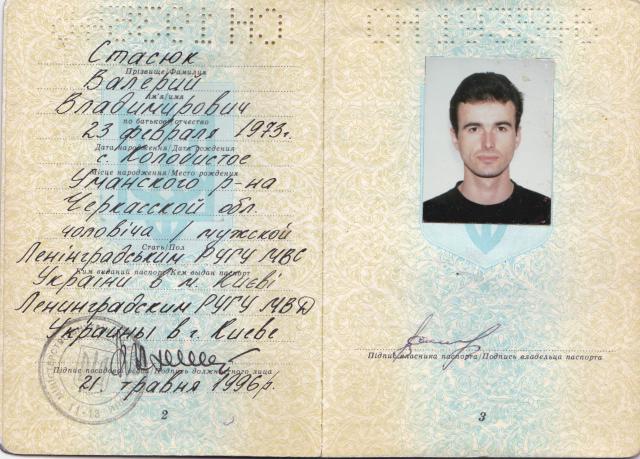 Стасюк
Прізвище/Фамилия
Валерий
Ім'я/имя
Владимурович
по батькові/отчество
23 февраля 1973г.
Дата народження/Дата рождения
с. Колодистое
Місце народження/Место рождения
Уманского р-на
Черкасской обл.
чоловіча / мужской
Стать/Пол
Ленінградським РУГУ МВС
Ким виданий паспорт/Кем выдан паспорт
України в м. Києві
Ленинградским РУГУ МВД
Украины в г. Киеве
Підпис посадової особи/Подпись должностного лица
21 травня 1996р.
2
Підпис власника паспорта/Подпись владельца паспорта
3